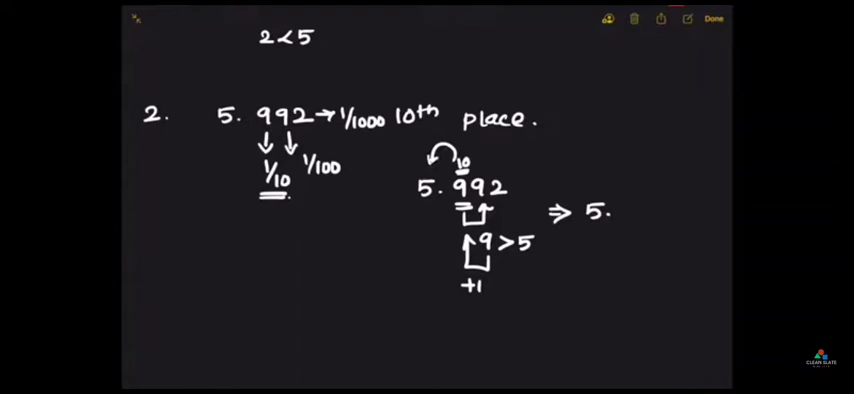 Done
2 < 5
2. 5.992 → 1/1000 10th place.
1/10 1/100
10
5.992
⇒ 5.
9 > 5
+1
CLEAN SLATE